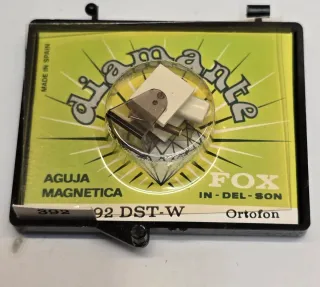 MADE IN SPAIN
diamante
AGUJA
MAGNETICA
FOX
IN-DEL-SON
392 92 DST-W Ortofon